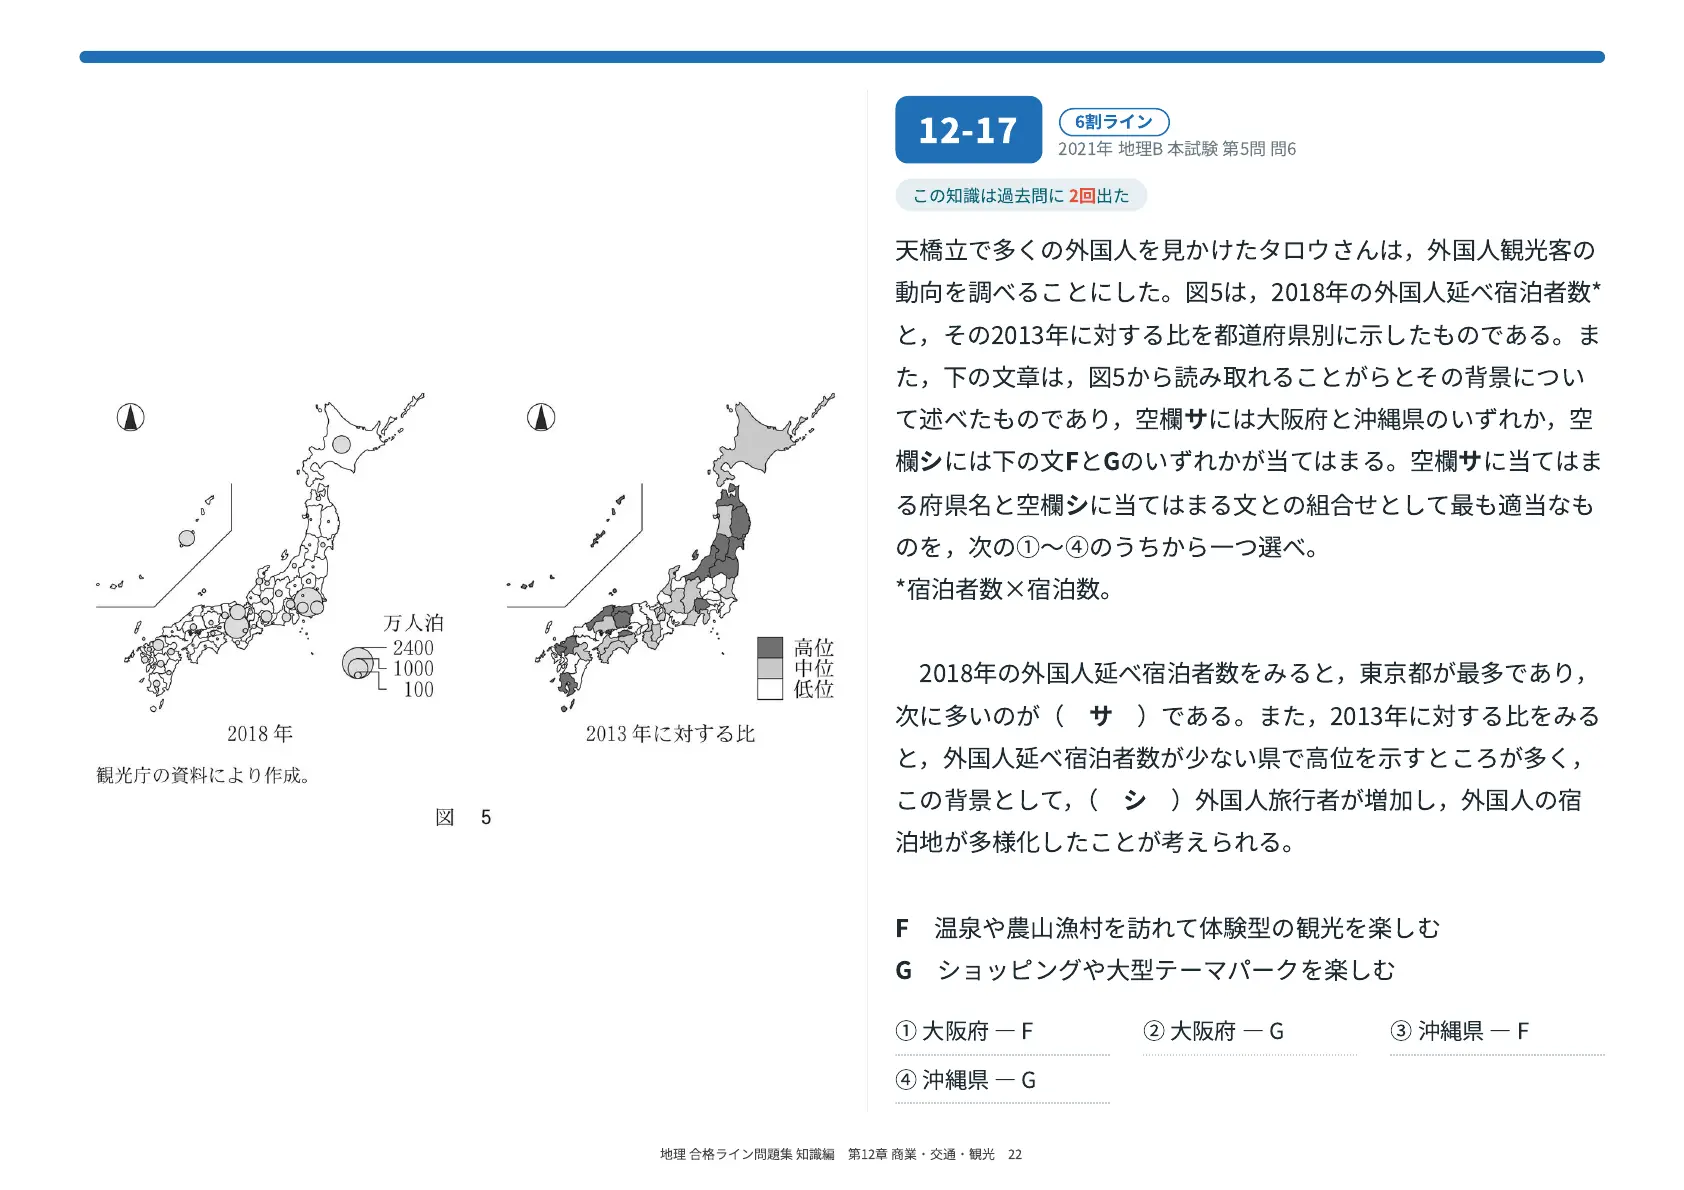 12-17
6割ライン
2021年 地理B 本試験 第5問 問6
この知識は過去問に 2回出た
天橋立で多くの外国人を見かけたタロウさんは，外国人観光客の
動向を調べることにした。図5は，2018年の外国人延べ宿泊者数*
と，その2013年に対する比を都道府県別に示したものである。ま
た，下の文章は，図5から読み取れることがらとその背景につい
て述べたものであり，空欄サには大阪府と沖縄県のいずれか，空
欄シには下の文FとGのいずれかが当てはまる。空欄サに当てはま
る府県名と空欄シに当てはまる文との組合せとして最も適当なも
のを，次の①～④のうちから一つ選べ。
*宿泊者数×宿泊数。
2018年の外国人延べ宿泊者数をみると，東京都が最多であり，
次に多いのが（　サ　）である。また，2013年に対する比をみる
と，外国人延べ宿泊者数が少ない県で高位を示すところが多く，
この背景として，（　シ　）外国人旅行者が増加し，外国人の宿
泊地が多様化したことが考えられる。
F　温泉や農山漁村を訪れて体験型の観光を楽しむ
G　ショッピングや大型テーマパークを楽しむ
① 大阪府 — F
② 大阪府 — G
③ 沖縄県 — F
④ 沖縄県 — G
万人泊
2400
1000
100
2018 年
高位
中位
低位
2013 年に対する比
観光庁の資料により作成。
図　5
地理 合格ライン問題集 知識編　第12章 商業・交通・観光　22